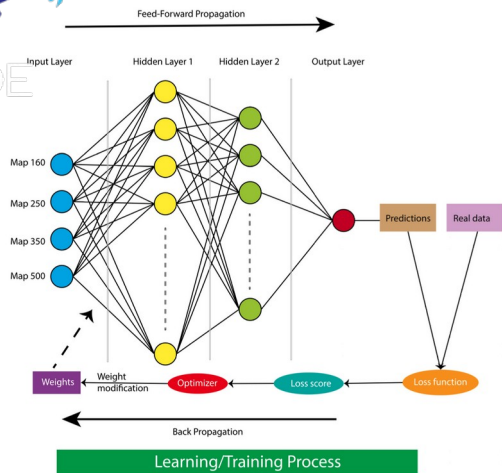 Feed-Forward Propagation
Input Layer
Hidden Layer 1
Hidden Layer 2
Output Layer
DE
Map 160
Map 250
Map 350
Map 500
Predictions
Real data
Weights
Weight
modification
Optimizer
Loss score
Loss function
Back Propagation
Learning/Training Process